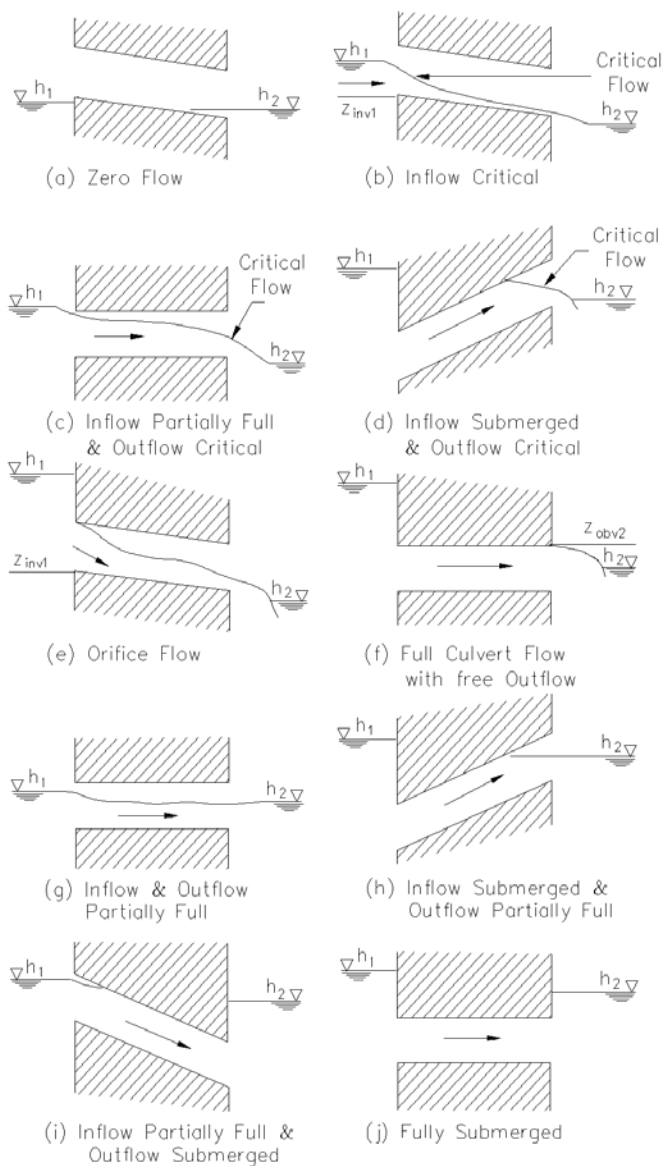 h1
h2
(a) Zero Flow
h1
Critical
Flow
zinv1
h2
(b) Inflow Critical
h1
Critical
Flow
h2
(c) Inflow Partially Full
& Outflow Critical
Critical
Flow
h1
h2
(d) Inflow Submerged
& Outflow Critical
h1
zinv1
h2
(e) Orifice Flow
h1
zobv2
h2
(f) Full Culvert Flow
with free Outflow
h1
h2
(g) Inflow & Outflow
Partially Full
h1
h2
(h) Inflow Submerged &
Outflow Partially Full
h1
h2
(i) Inflow Partially Full &
Outflow Submerged
h1
h2
(j) Fully Submerged